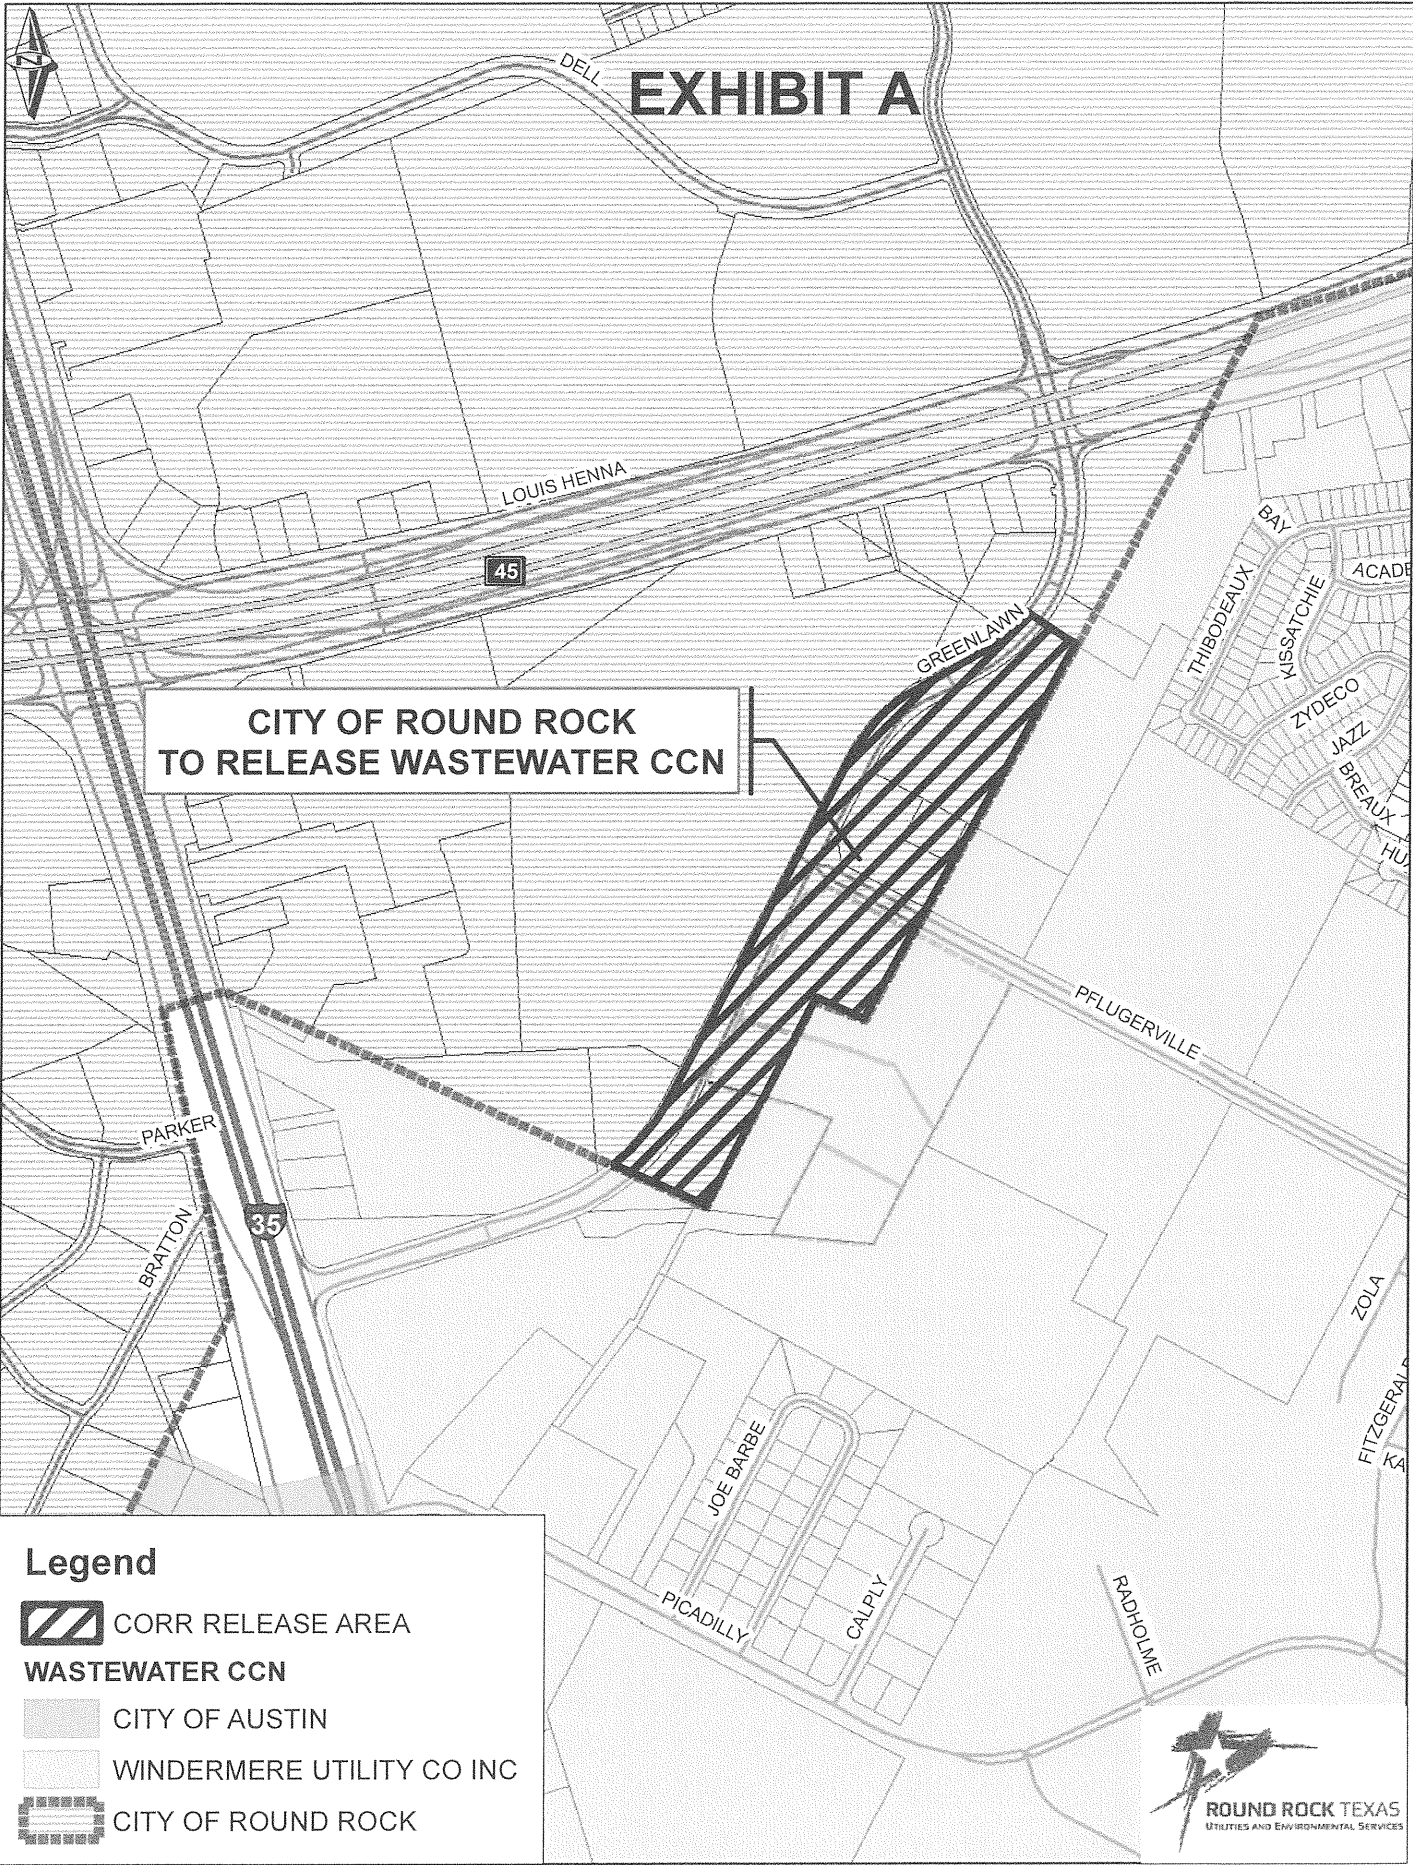 N
DELL
EXHIBIT A
LOUIS HENNA
45
BAY
ACADE
THIBODEAUX
KISSATCHIE
GREENLAWN
ZYDECO
JAZZ
BREAUX
CITY OF ROUND ROCK
TO RELEASE WASTEWATER CCN
PFLUGERVILLE
PARKER
35
BRATTON
ZOLA
JOE BARBE
KA
CALPLY
PICADILLY
RADHOLME
Legend
CORR RELEASE AREA
WASTEWATER CCN
CITY OF AUSTIN
WINDERMERE UTILITY CO INC
CITY OF ROUND ROCK
ROUND ROCK TEXAS
UTILITIES AND ENVIRONMENTAL SERVICES